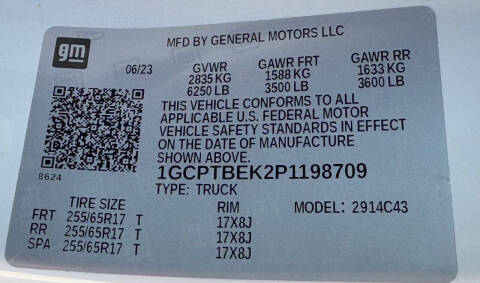 gm
MFD BY GENERAL MOTORS LLC
06/23 GVWR GAWR FRT GAWR RR
2835 KG 1588 KG 1633 KG
6250 LB 3500 LB 3600 LB
THIS VEHICLE CONFORMS TO ALL
APPLICABLE U.S. FEDERAL MOTOR
VEHICLE SAFETY STANDARDS IN EFFECT
ON THE DATE OF MANUFACTURE
SHOWN ABOVE.
8624
1GCPTBEK2P1198709
TYPE: TRUCK
TIRE SIZE RIM MODEL: 2914C43
FRT 255/65R17 T 17X8J
RR 255/65R17 T 17X8J
SPA 255/65R17 T 17X8J